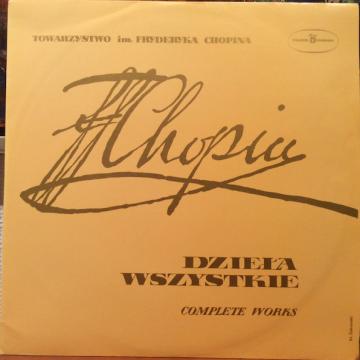 TOWARZYSTWO im. FRYDERYKA CHOPINA
FChopin
DZIEŁA
WSZYSTKIE
COMPLETE WORKS